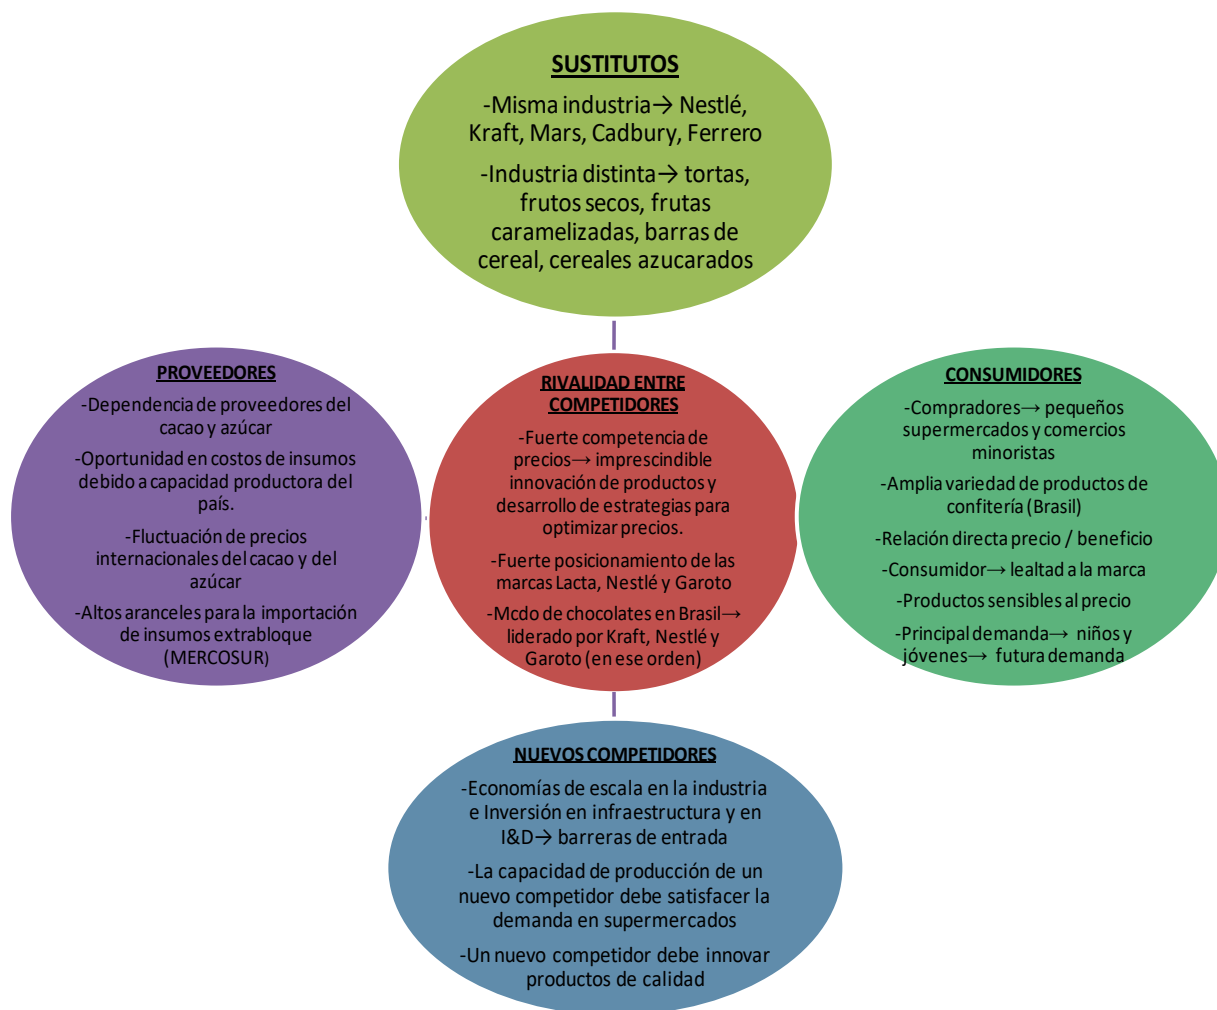 SUSTITUTOS
-Misma industria→ Nestlé,
Kraft, Mars, Cadbury, Ferrero
-Industria distinta→ tortas,
frutos secos, frutas
caramelizadas, barras de
cereal, cereales azucarados
PROVEEDORES
-Dependencia de proveedores del
cacao y azúcar
-Oportunidad en costos de insumos
debido a capacidad productora del
país.
-Fluctuación de precios
internacionales del cacao y del
azúcar
-Altos aranceles para la importación
de insumos extrabloque
(MERCOSUR)
RIVALIDAD ENTRE
COMPETIDORES
-Fuerte competencia de
precios→ imprescindible
innovación de productos y
desarrollo de estrategias para
optimizar precios.
-Fuerte posicionamiento de las
marcas Lacta, Nestlé y Garoto
-Mcdo de chocolates en Brasil→
liderado por Kraft, Nestlé y
Garoto (en ese orden)
CONSUMIDORES
-Compradores→ pequeños
supermercados y comercios
minoristas
-Amplia variedad de productos de
confitería (Brasil)
-Relación directa precio / beneficio
-Consumidor→ lealtad a la marca
-Productos sensibles al precio
-Principal demanda→ niños y
jóvenes→ futura demanda
NUEVOS COMPETIDORES
-Economías de escala en la industria
e Inversión en infraestructura y en
I&D→ barreras de entrada
-La capacidad de producción de un
nuevo competidor debe satisfacer la
demanda en supermercados
-Un nuevo competidor debe innovar
productos de calidad